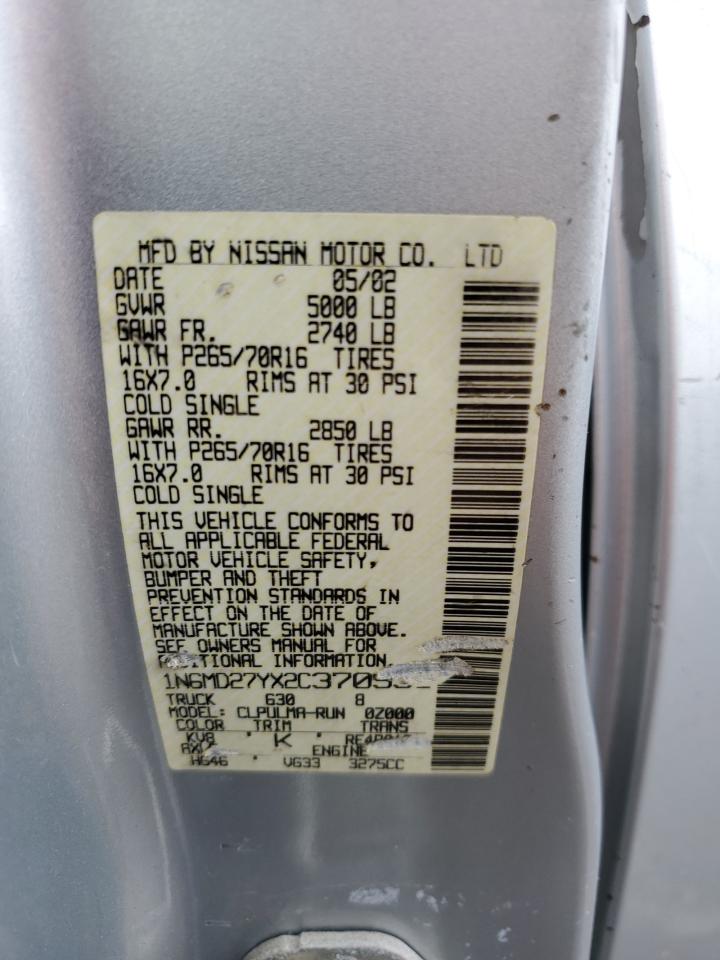 MFD BY NISSAN MOTOR CO. LTD
DATE 05/02
GVWR 5000 LB
GAWR FR. 2740 LB
WITH P265/70R16 TIRES
16X7.0 RIMS AT 30 PSI
COLD SINGLE
GAWR RR. 2850 LB
WITH P265/70R16 TIRES
16X7.0 RIMS AT 30 PSI
COLD SINGLE
THIS VEHICLE CONFORMS TO
ALL APPLICABLE FEDERAL
MOTOR VEHICLE SAFETY,
BUMPER AND THEFT
PREVENTION STANDARDS IN
EFFECT ON THE DATE OF
MANUFACTURE SHOWN ABOVE.
SEE OWNERS MANUAL FOR
INFORMATION.
TRUCK 630 8
MODEL: CLPULMA-RUN 0Z000
COLOR TRIM TRANS
KV8 K
ENGINE
H646 VG33 3275CC